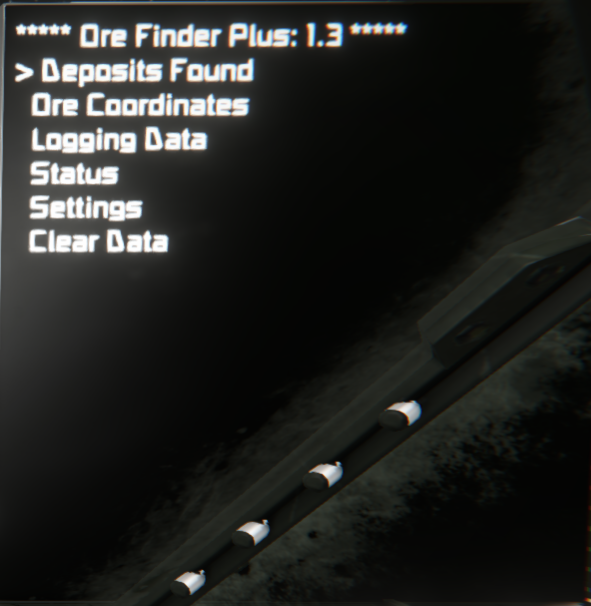 ***** Ore Finder Plus: 1.3 *****
> Deposits Found
Ore Coordinates
Logging Data
Status
Settings
Clear Data